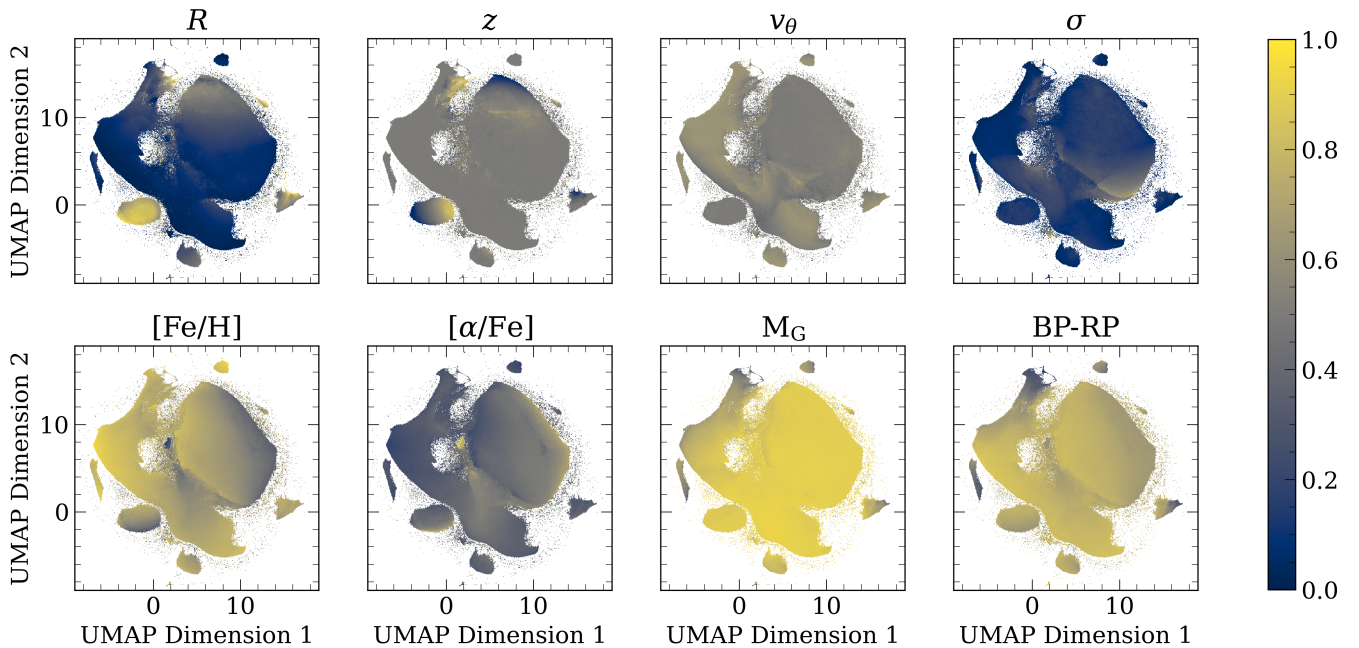 R z v_θ σ
UMAP Dimension 2
10
0
1.0
0.8
0.6
0.4
0.2
0.0
[Fe/H] [α/Fe] M_G BP-RP
UMAP Dimension 2
10
0
0 10 0 10 0 10 0 10
UMAP Dimension 1 UMAP Dimension 1 UMAP Dimension 1 UMAP Dimension 1